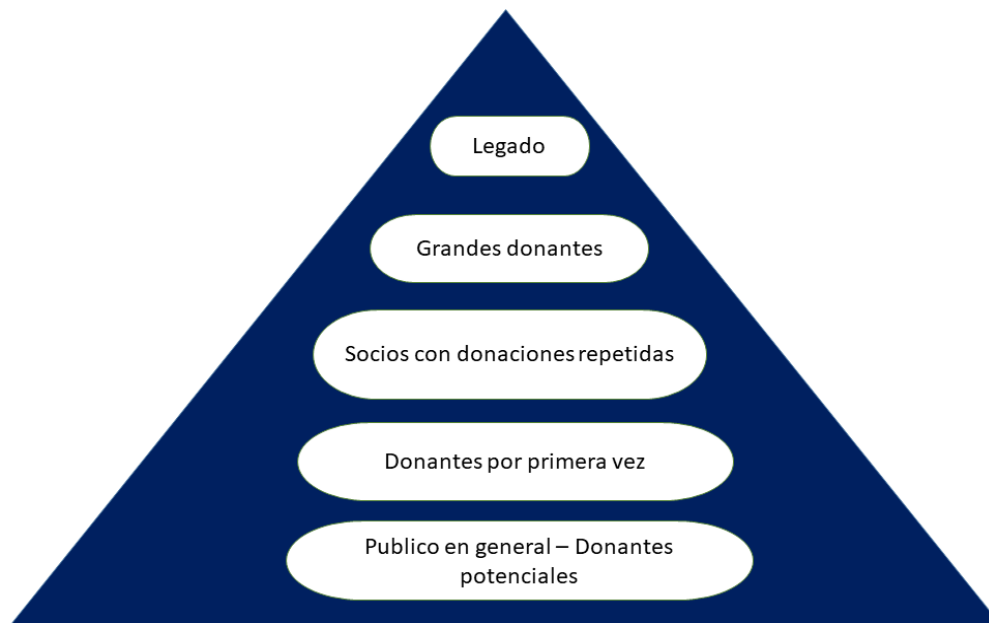 Legado
Grandes donantes
Socios con donaciones repetidas
Donantes por primera vez
Publico en general – Donantes
potenciales